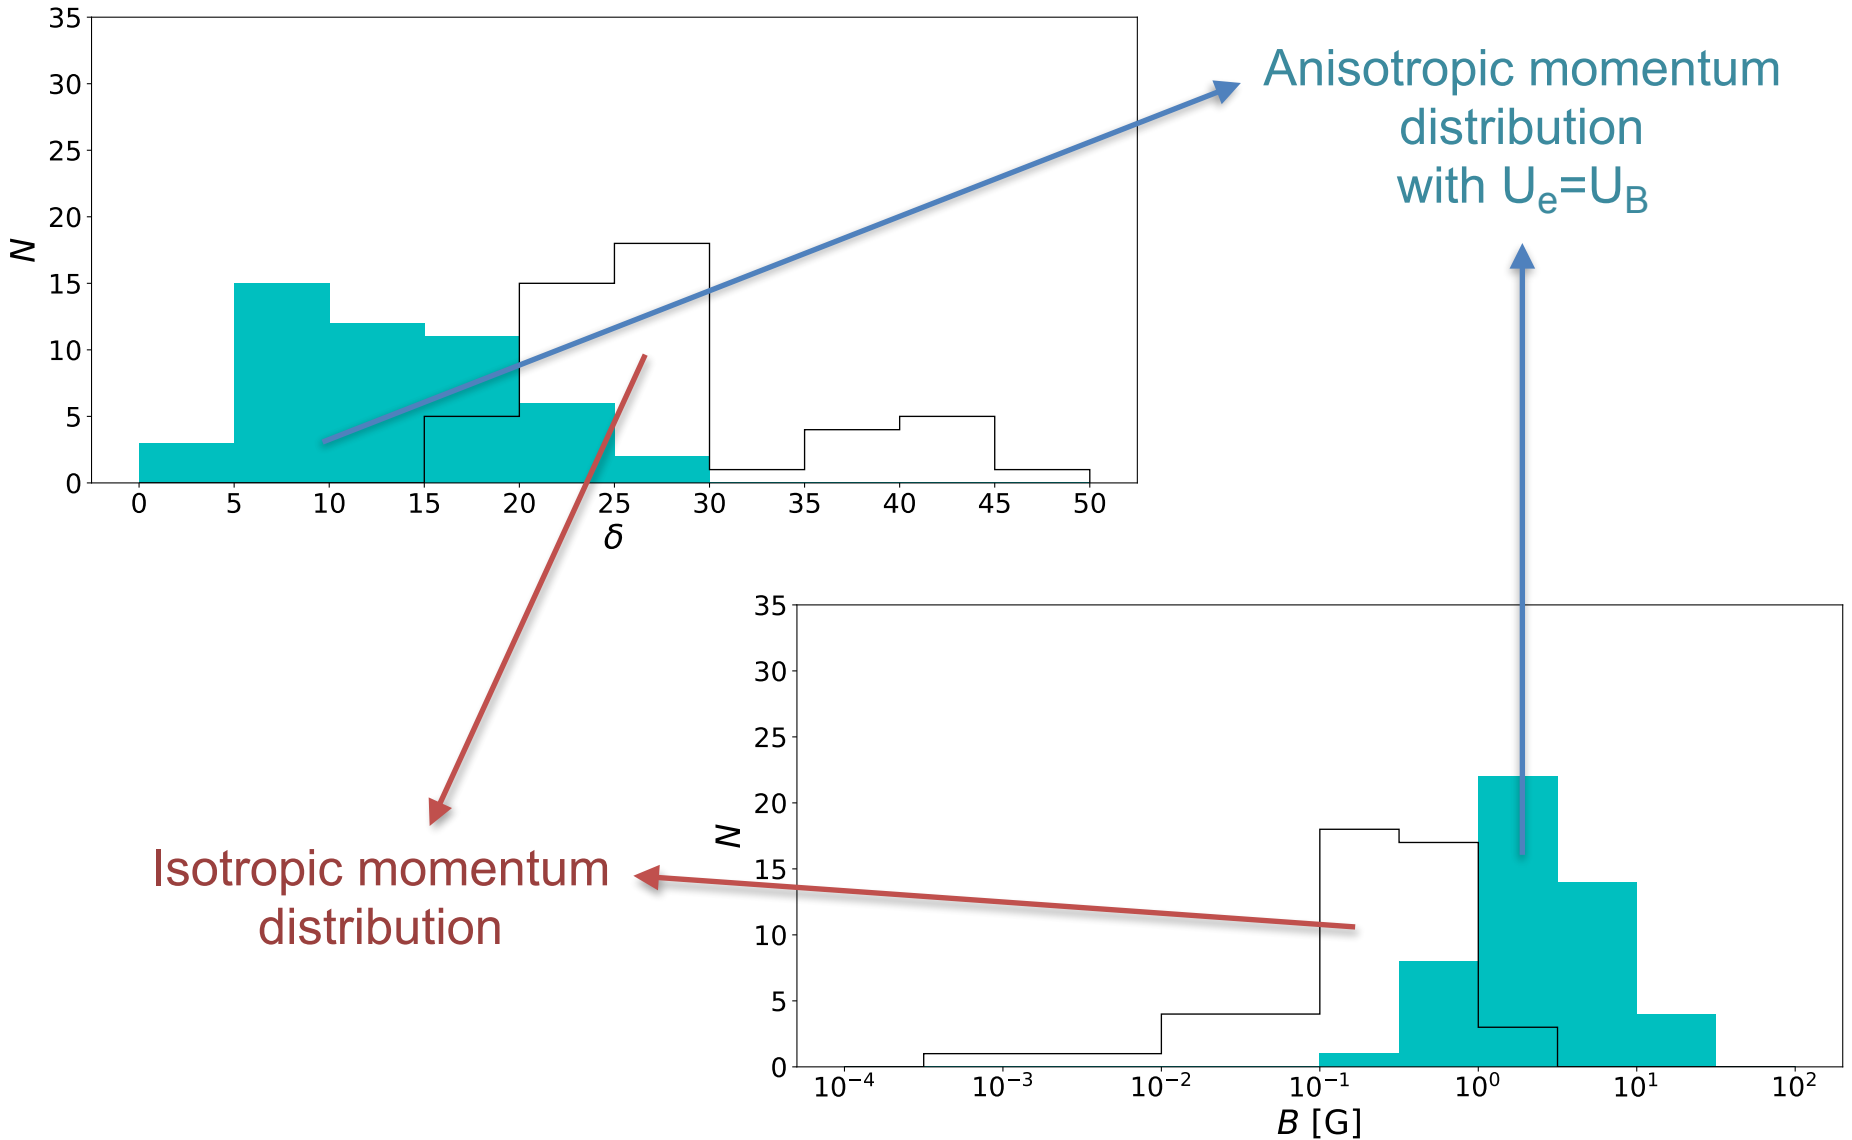 35
30
25
20
15
10
5
0
N
0 5 10 15 20 25 30 35 40 45 50
δ
Anisotropic momentum
distribution
with U_e=U_B
Isotropic momentum
distribution
35
30
25
20
15
10
5
0
N
10⁻⁴ 10⁻³ 10⁻² 10⁻¹ 10⁰ 10¹ 10²
B [G]